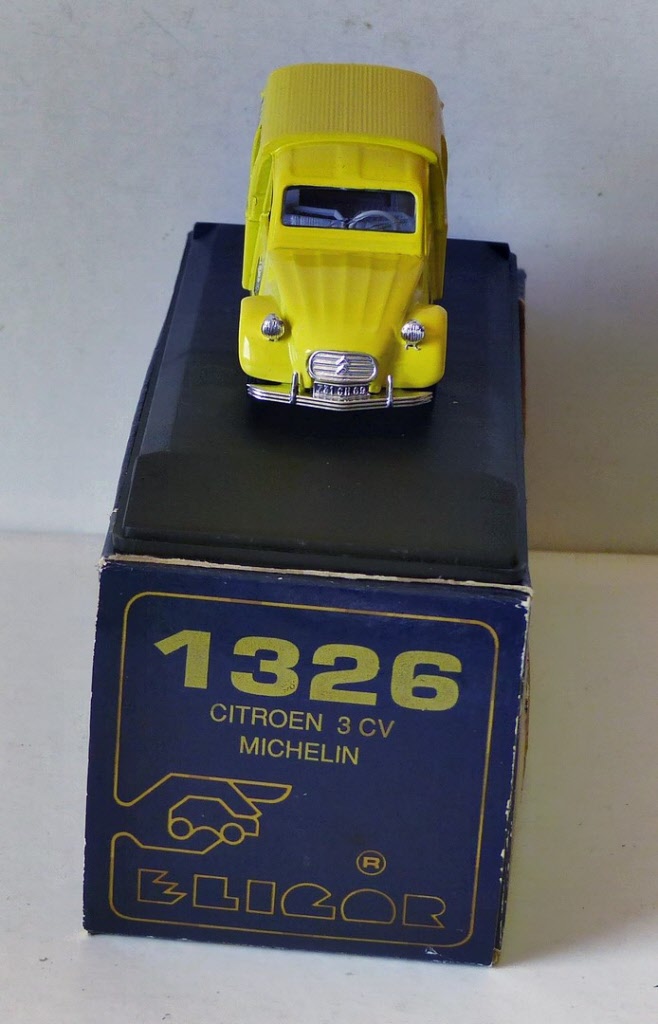 1326
CITROEN 3 CV
MICHELIN
®
ELIGOR